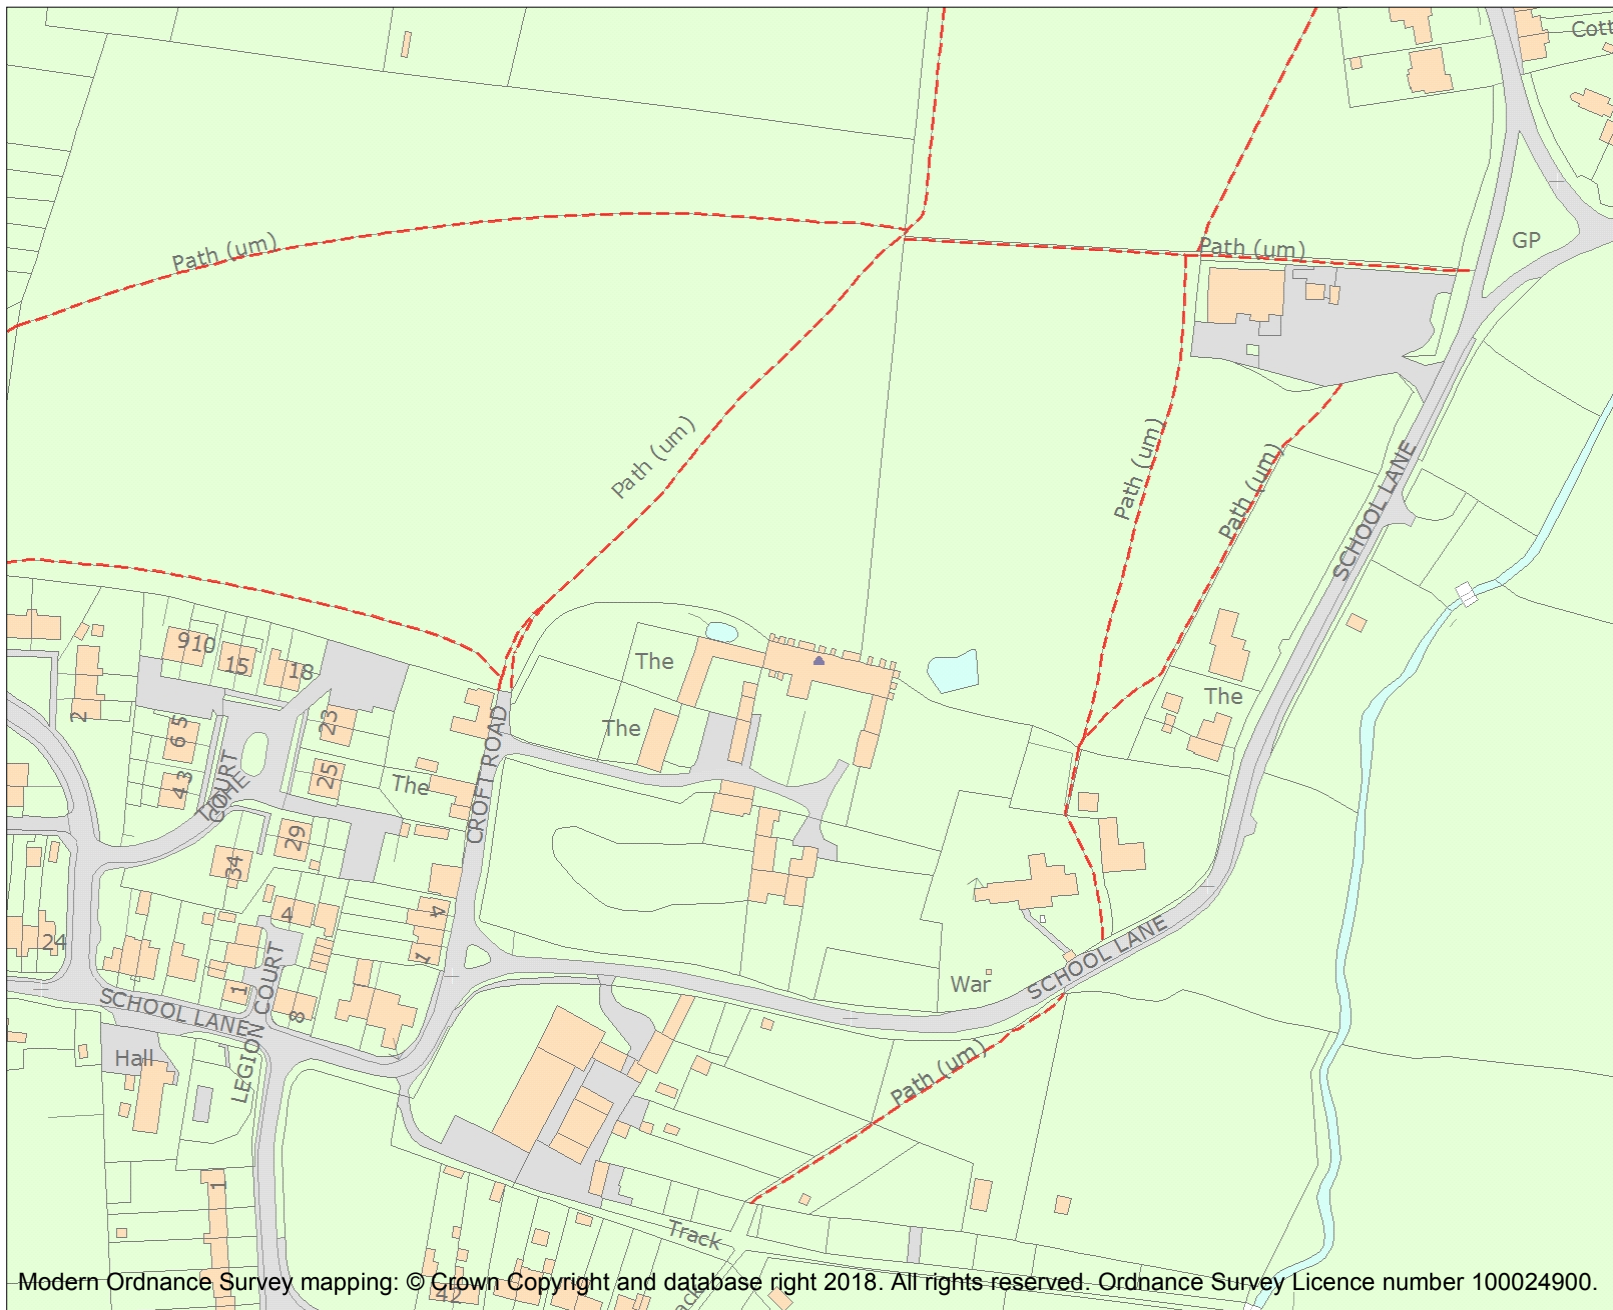 Cott
Path (um)
Path (um)
GP
Path (um)
Path (um)
Path (um)
SCHOOL LANE
910
15
18
The
The
The
2
6 5
4 3
23
25
The
CROFT ROAD
TITHE
COURT
29
34
4
4
1
24
1
8
SCHOOL LANE
LEGION COURT
Hall
War
SCHOOL LANE
Path (um)
1
Track
42
Modern Ordnance Survey mapping: © Crown Copyright and database right 2018. All rights reserved. Ordnance Survey Licence number 100024900.